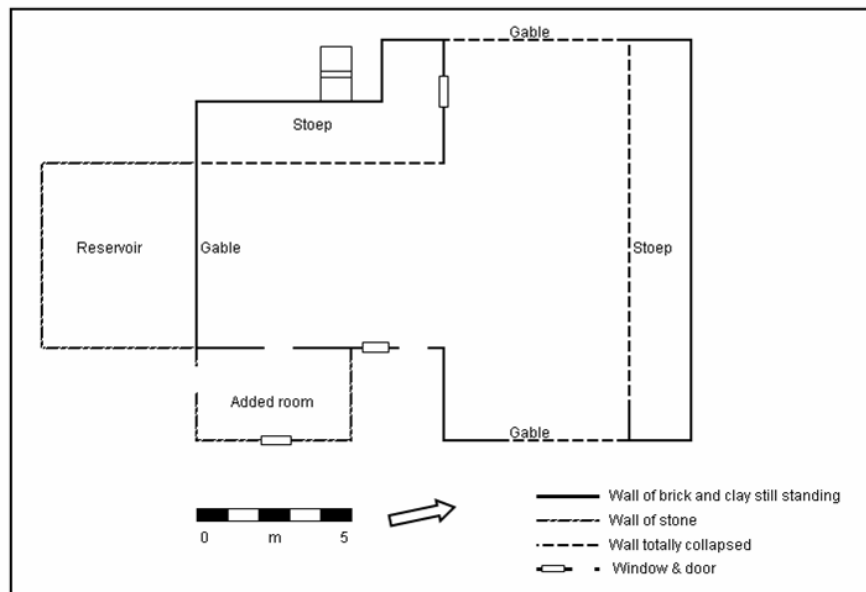 Gable
Stoep
Reservoir
Gable
Stoep
Added room
Gable
0 m 5
Wall of brick and clay still standing
Wall of stone
Wall totally collapsed
Window & door